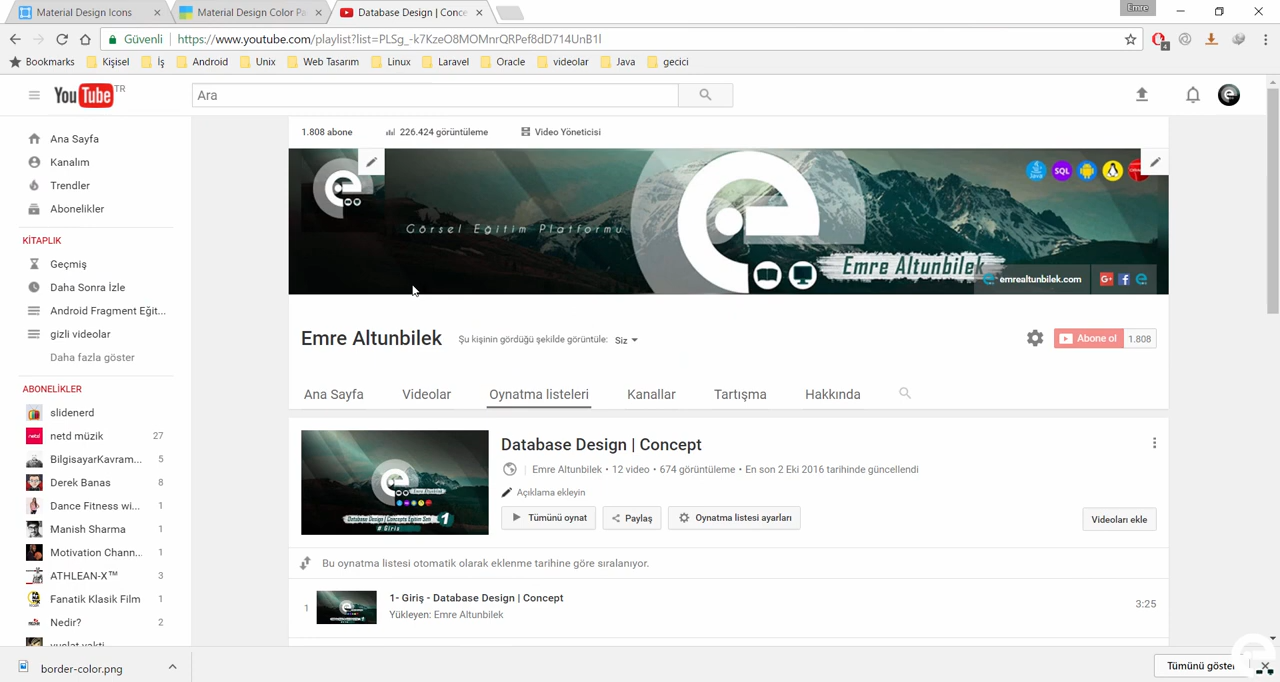 Material Design Icons
Material Design Color Pa
Database Design | Conce
Emre
Güvenli
https://www.youtube.com/playlist?list=PLSg_-k7KzeO8MOMnrQRPef8dD714UnB1l
4
Bookmarks
Kişisel
İş
Android
Unix
Web Tasarım
Linux
Laravel
Oracle
videolar
Java
gecici
YouTube TR
Ara
Ana Sayfa
Kanalım
Trendler
Abonelikler
KİTAPLIK
Geçmiş
Daha Sonra İzle
Android Fragment Eğit...
gizli videolar
Daha fazla göster
ABONELİKLER
slidenerd
netd müzik 27
BilgisayarKavram... 5
Derek Banas 8
Dance Fitness wi... 1
Manish Sharma 1
Motivation Chann... 1
ATHLEAN-X™ 3
Fanatik Klasik Film 1
Nedir? 2
vuslat vakti
1.808 abone
226.424 görüntüleme
Video Yöneticisi
SQL
Görsel Eğitim Platformu
Emre Altunbilek
emrealtunbilek.com
G+
Emre Altunbilek
Şu kişinin gördüğü şekilde görüntüle: Siz
Abone ol 1.808
Ana Sayfa
Videolar
Oynatma listeleri
Kanallar
Tartışma
Hakkında
Database Design | Concept
Emre Altunbilek • 12 video • 674 görüntüleme • En son 2 Eki 2016 tarihinde güncellendi
Açıklama ekleyin
Tümünü oynat
Paylaş
Oynatma listesi ayarları
Videoları ekle
Bu oynatma listesi otomatik olarak eklenme tarihine göre sıralanıyor.
1
1- Giriş - Database Design | Concept
Yükleyen: Emre Altunbilek
3:25
border-color.png
Tümünü göster